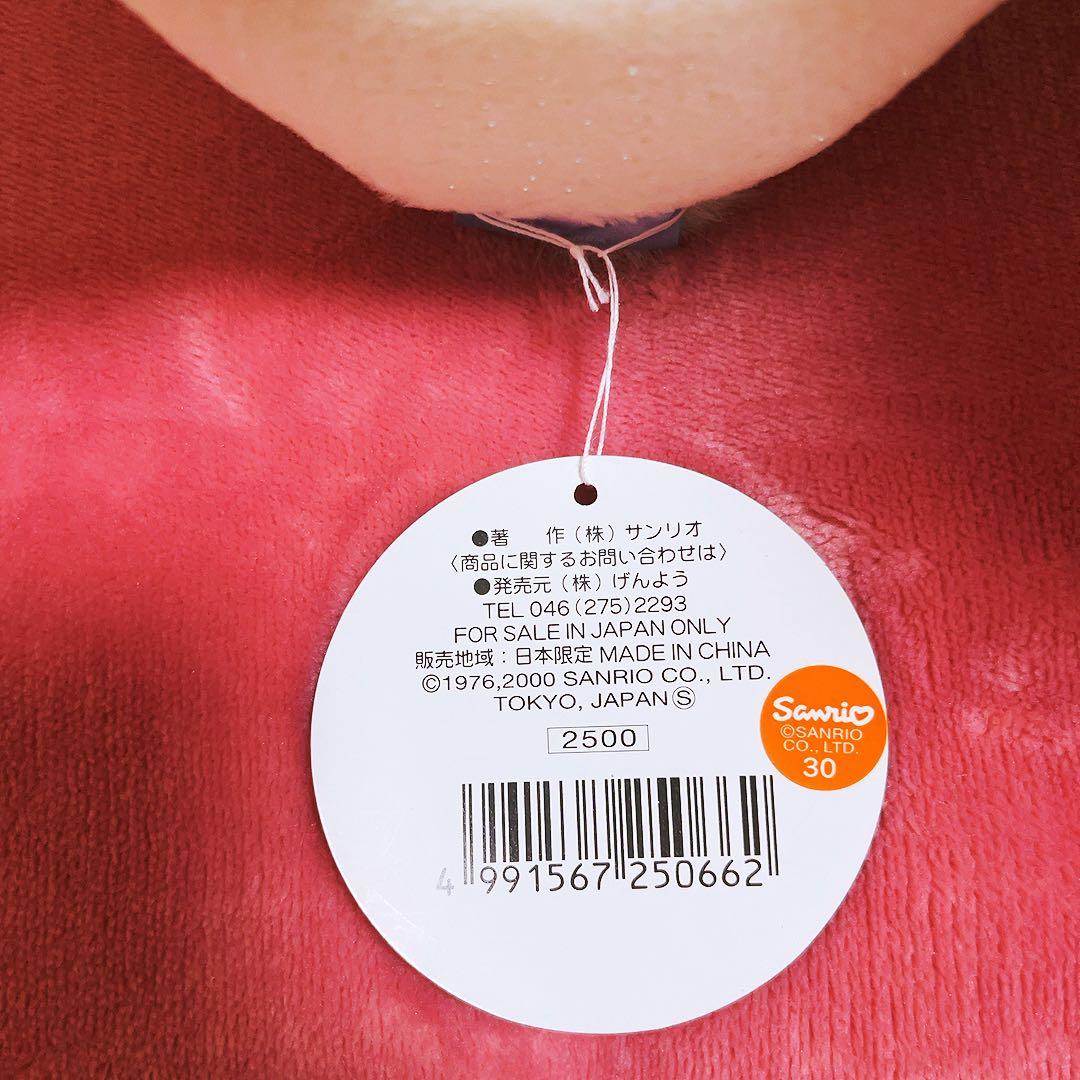 ●著　作（株）サンリオ
〈商品に関するお問い合わせは〉
●発売元（株）げんよう
TEL 046(275)2293
FOR SALE IN JAPAN ONLY
販売地域：日本限定 MADE IN CHINA
©1976,2000 SANRIO CO., LTD.
TOKYO, JAPAN Ⓢ
2500
Sanrio
©SANRIO
CO., LTD.
30
4 991567 250662